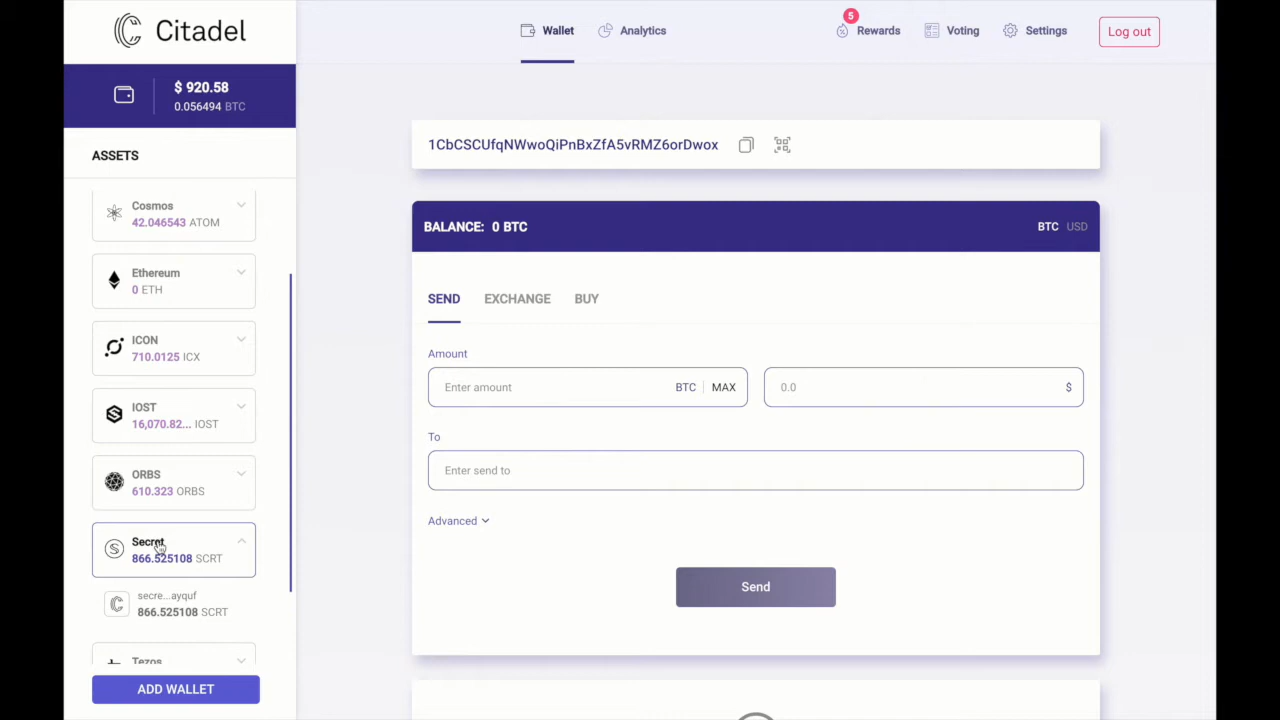 Citadel
Wallet
Analytics
5
Rewards
Voting
Settings
Log out
$ 920.58
0.056494 BTC
ASSETS
Cosmos
42.046543 ATOM
Ethereum
0 ETH
ICON
710.0125 ICX
IOST
16,070.82... IOST
ORBS
610.323 ORBS
Secret
866.525108 SCRT
secre...ayquf
866.525108 SCRT
Tezos
ADD WALLET
1CbCSCUfqNWwoQiPnBxZfA5vRMZ6orDwox
BALANCE: 0 BTC
BTC USD
SEND EXCHANGE BUY
Amount
Enter amount BTC | MAX
0.0 $
To
Enter send to
Advanced
Send